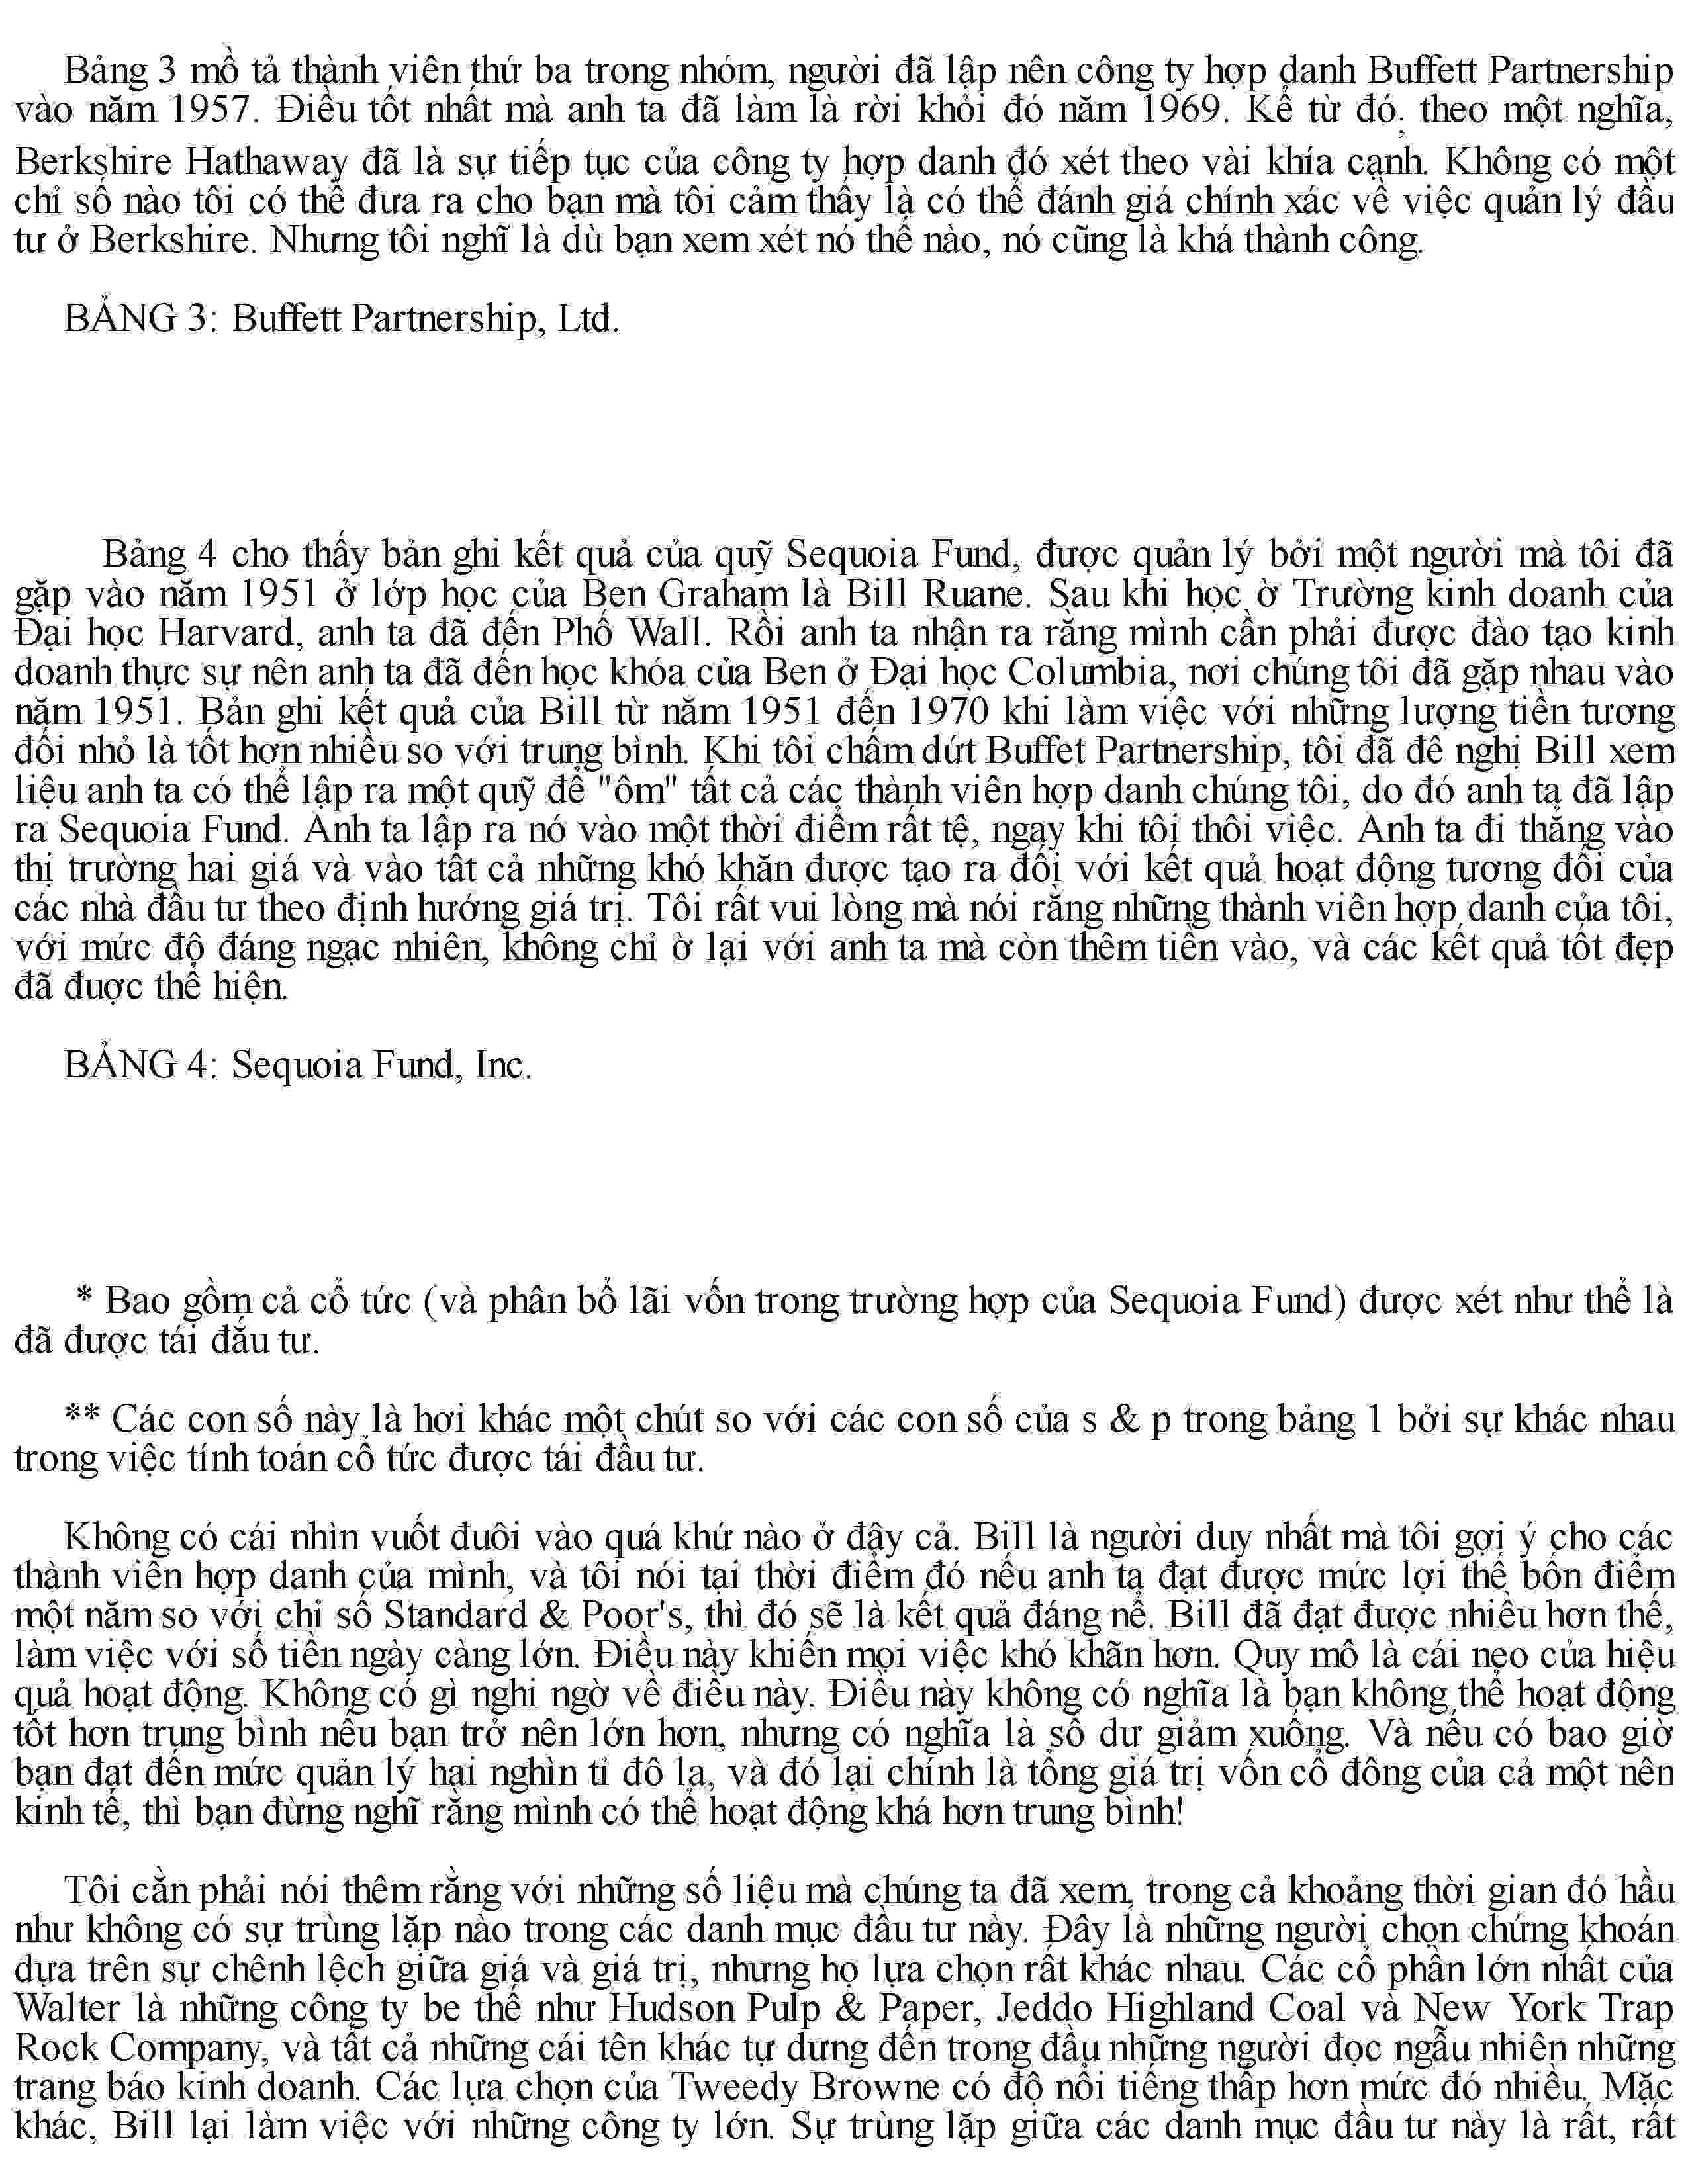 Bảng 3 mồ tả thành viên thứ ba trong nhóm, người đã lập nên công ty hợp danh Buffett Partnership
vào năm 1957. Điều tốt nhất mà anh ta đã làm là rời khỏi đó năm 1969. Kể từ đó, theo một nghĩa,
Berkshire Hathaway đã là sự tiếp tục của công ty hợp danh đó xét theo vài khía cạnh. Không có một
chỉ số nào tôi có thể đưa ra cho bạn mà tôi cảm thấy là có thể đánh giá chính xác về việc quản lý đầu
tư ở Berkshire. Nhưng tôi nghĩ là dù bạn xem xét nó thế nào, nó cũng là khá thành công.
BẢNG 3: Buffett Partnership, Ltd.
Bảng 4 cho thấy bản ghi kết quả của quỹ Sequoia Fund, được quản lý bởi một người mà tôi đã
gặp vào năm 1951 ở lớp học của Ben Graham là Bill Ruane. Sau khi học ờ Trường kinh doanh của
Đại học Harvard, anh ta đã đến Phố Wall. Rồi anh ta nhận ra rằng mình cần phải được đào tạo kinh
doanh thực sự nên anh ta đã đến học khóa của Ben ở Đại học Columbia, nơi chúng tôi đã gặp nhau vào
năm 1951. Bản ghi kết quả của Bill từ năm 1951 đến 1970 khi làm việc với những lượng tiền tương
đối nhỏ là tốt hơn nhiều so với trung bình. Khi tôi chấm dứt Buffet Partnership, tôi đã đê nghị Bill xem
liệu anh ta có thể lập ra một quỹ để "ôm" tất cả các thành viên hợp danh chúng tôi, do đó anh ta đã lập
ra Sequoia Fund. Anh ta lập ra nó vào một thời điểm rất tệ, ngay khi tôi thôi việc. Anh ta đi thẳng vào
thị trường hai giá và vào tất cả những khó khăn được tạo ra đối với kết quả hoạt động tương đối của
các nhà đầu tư theo định hướng giá trị. Tôi rất vui lòng mà nói rằng những thành viên hợp danh của tôi,
với mức độ đáng ngạc nhiên, không chỉ ờ lại với anh ta mà còn thêm tiền vào, và các kết quả tốt đẹp
đã đuợc thể hiện.
BẢNG 4: Sequoia Fund, Inc.
* Bao gồm cả cổ tức (và phân bổ lãi vốn trong trường hợp của Sequoia Fund) được xét như thể là
đã được tái đắu tư.
** Các con số này là hơi khác một chút so với các con số của s & p trong bảng 1 bởi sự khác nhau
trong việc tính toán cổ tức được tái đầu tư.
Không có cái nhìn vuốt đuôi vào quá khứ nào ở đậy cả. Bill là người duy nhất mà tôi gợi ý cho các
thành viên hợp danh của mình, và tôi nói tại thời điểm đó nếu anh ta đạt được mức lợi thế bốn điểm
một năm so với chỉ số Standard & Poor's, thì đó sẽ là kết quả đáng nể. Bill đã đạt được nhiều hơn thế,
làm việc với số tiền ngày càng lớn. Điều này khiến mọi việc khó khãn hơn. Quy mô là cái nẹo của hiệu
quả hoạt động. Không có gì nghi ngờ về điều này. Điều này không có nghĩa là bạn không thể hoạt động
tốt hơn trung bình nếu bạn trở nên lớn hơn, nhưng có nghĩa là số dư giảm xuống. Và nếu có bao giờ
bạn đạt đến mức quản lý hai nghìn tỉ đô la, và đó lại chính là tổng giá trị vốn cổ đông của cả một nên
kinh tế, thì bạn đừng nghĩ rằng mình có thể hoạt động khá hơn trung bình!
Tôi cằn phải nói thêm rằng với những số liệu mà chúng ta đã xem, trong cả khoảng thời gian đó hầu
như không có sự trùng lặp nào trong các danh mục đầu tư này. Đây là những người chọn chứng khoán
dựa trên sự chênh lệch giữa giá và giá trị, nhưng họ lựa chọn rất khác nhau. Các cổ phần lớn nhất của
Walter là những công ty be thế như Hudson Pulp & Paper, Jeddo Highland Coal và New York Trap
Rock Company, và tất cả những cái tên khác tự dưng đến trong đầu những người đọc ngẫu nhiên những
trang báo kinh doanh. Các lựa chọn của Tweedy Browne có độ nổi tiếng thấp hơn mức đó nhiều. Mặc
khác, Bill lại làm việc với những công ty lớn. Sự trùng lặp giữa các danh mục đầu tư này là rất, rất